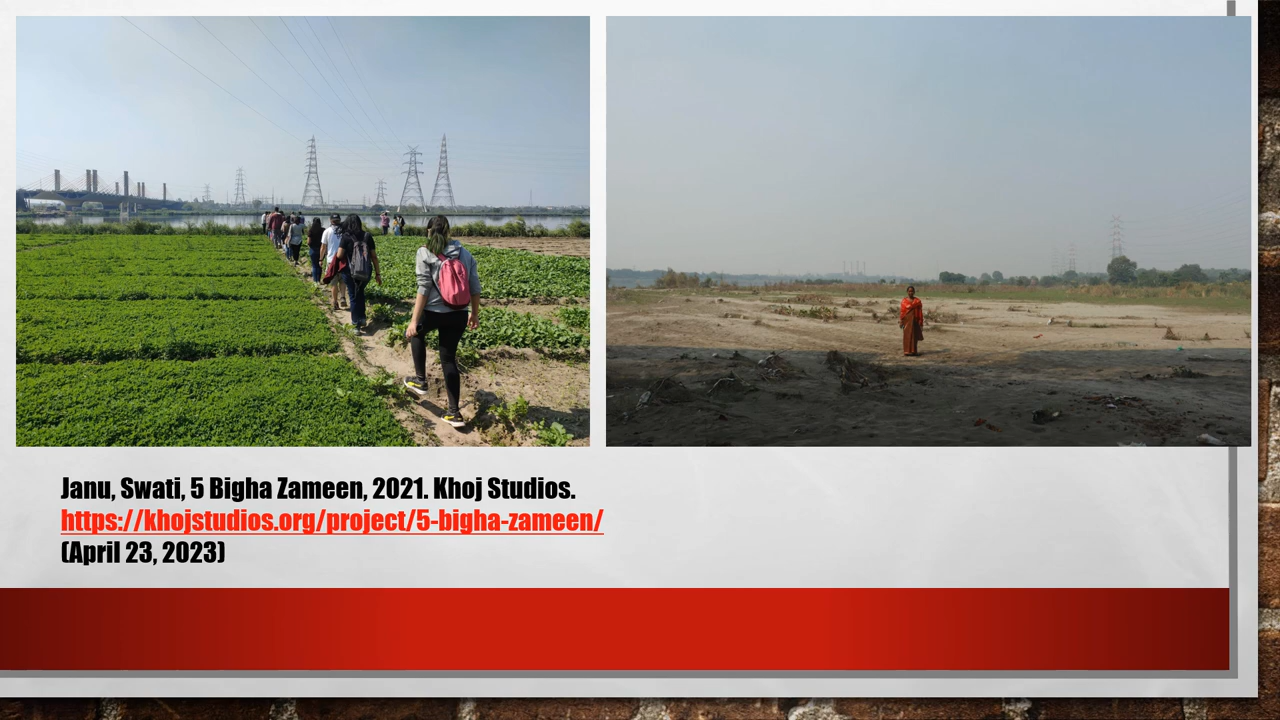 Janu, Swati, 5 Bigha Zameen, 2021. Khoj Studios.
https://khojstudios.org/project/5-bigha-zameen/
(April 23, 2023)